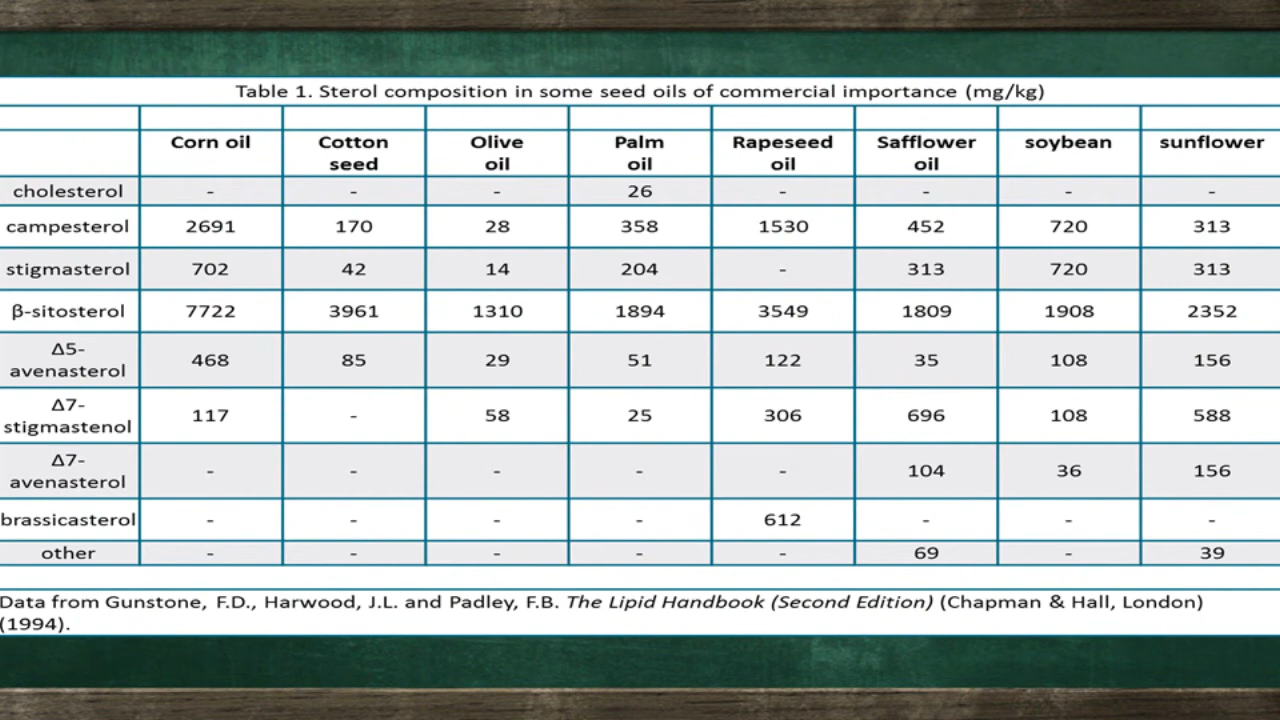 Table 1. Sterol composition in some seed oils of commercial importance (mg/kg)
Corn oil Cotton seed Olive oil Palm oil Rapeseed oil Safflower oil soybean sunflower
cholesterol - - - 26 - - - -
campesterol 2691 170 28 358 1530 452 720 313
stigmasterol 702 42 14 204 - 313 720 313
β-sitosterol 7722 3961 1310 1894 3549 1809 1908 2352
Δ5-avenasterol 468 85 29 51 122 35 108 156
Δ7-stigmastenol 117 - 58 25 306 696 108 588
Δ7-avenasterol - - - - - 104 36 156
brassicasterol - - - - 612 - - -
other - - - - - 69 - 39
Data from Gunstone, F.D., Harwood, J.L. and Padley, F.B. The Lipid Handbook (Second Edition) (Chapman & Hall, London)
(1994).